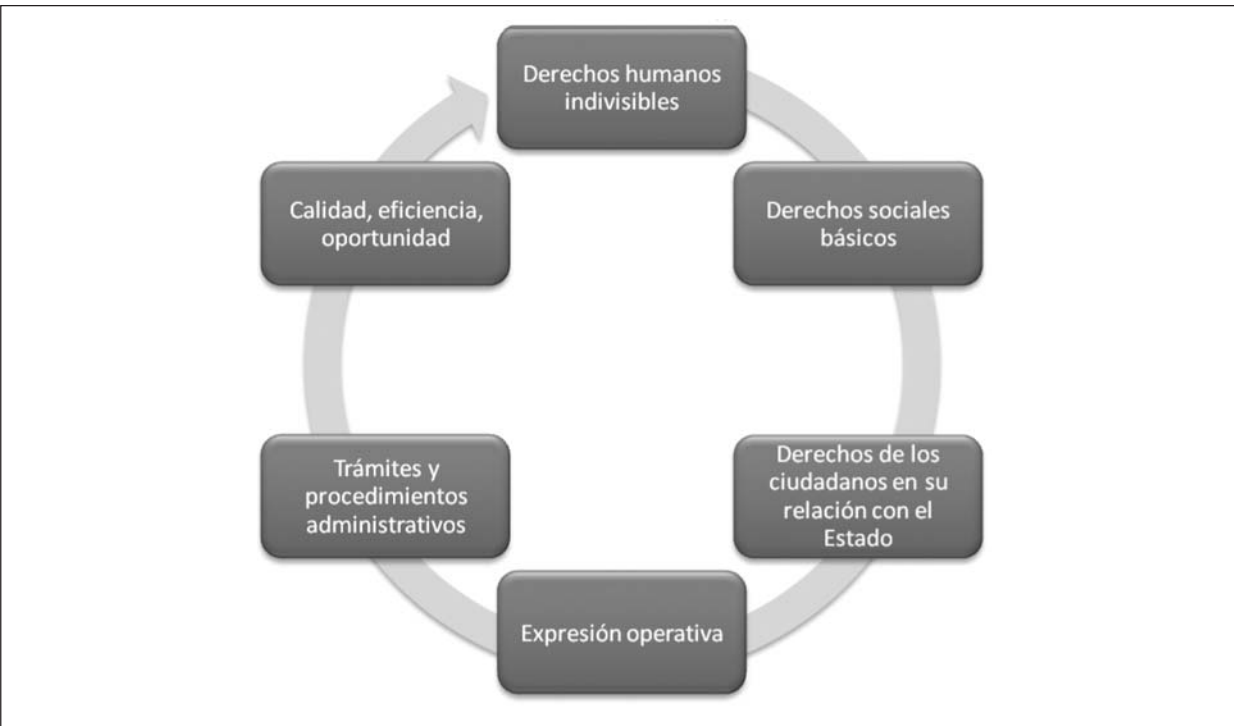 Derechos humanos
indivisibles
Derechos sociales
básicos
Derechos de los
ciudadanos en su
relación con el
Estado
Expresión operativa
Trámites y
procedimientos
administrativos
Calidad, eficiencia,
oportunidad